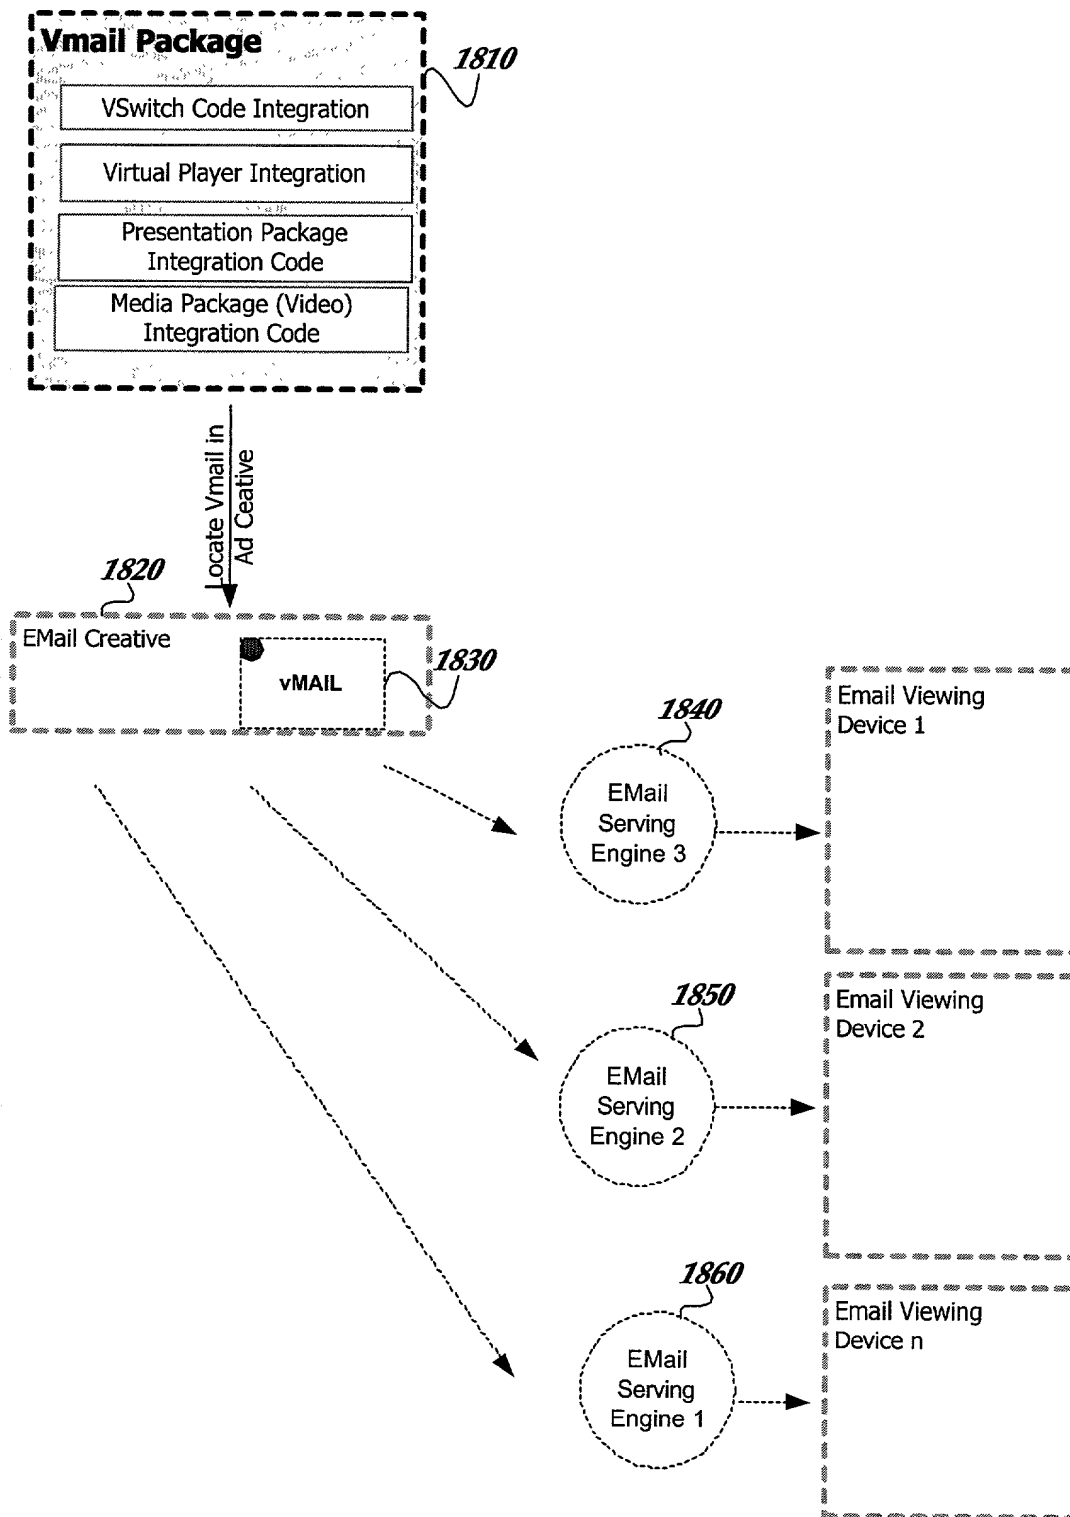 Vmail Package
1810
VSwitch Code Integration
Virtual Player Integration
Presentation Package
Integration Code
Media Package (Video)
Integration Code
Locate Vmail in
Ad Ceative
1820
EMail Creative
vMAIL
1830
1840
EMail
Serving
Engine 3
Email Viewing
Device 1
1850
EMail
Serving
Engine 2
Email Viewing
Device 2
1860
EMail
Serving
Engine 1
Email Viewing
Device n